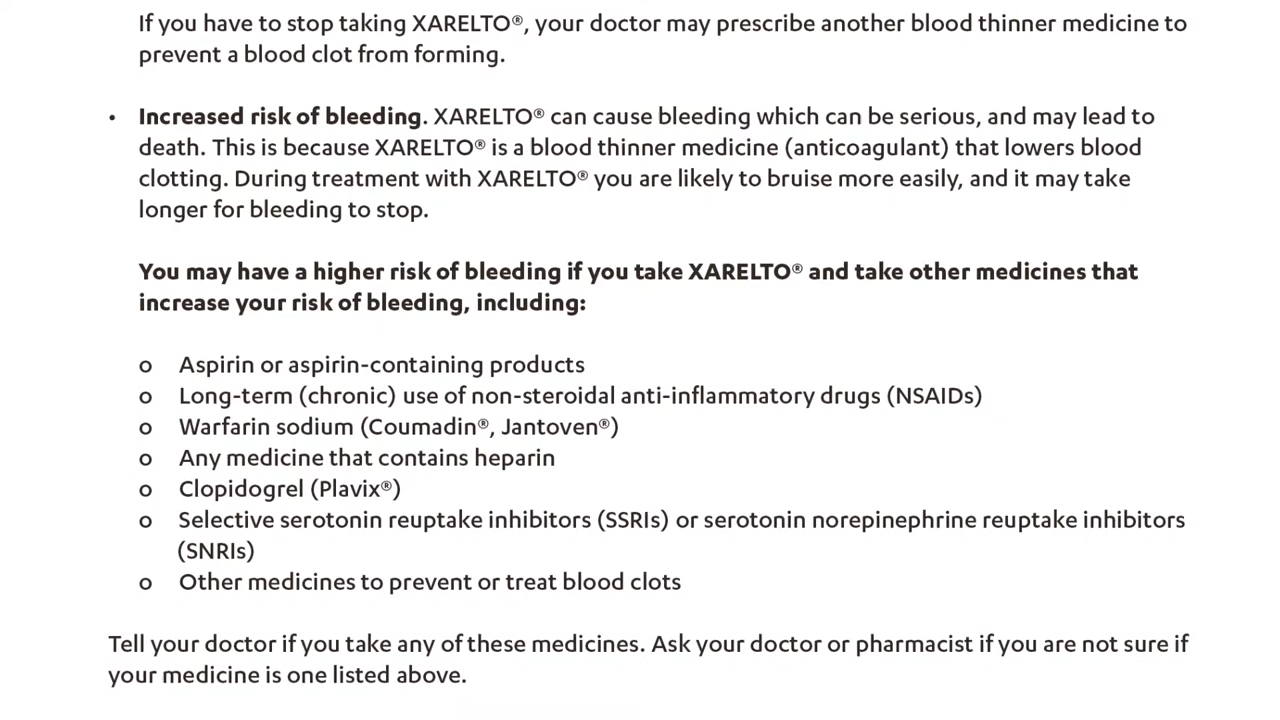 If you have to stop taking XARELTO®, your doctor may prescribe another blood thinner medicine to
prevent a blood clot from forming.
• Increased risk of bleeding. XARELTO® can cause bleeding which can be serious, and may lead to
death. This is because XARELTO® is a blood thinner medicine (anticoagulant) that lowers blood
clotting. During treatment with XARELTO® you are likely to bruise more easily, and it may take
longer for bleeding to stop.
You may have a higher risk of bleeding if you take XARELTO® and take other medicines that
increase your risk of bleeding, including:
o Aspirin or aspirin-containing products
o Long-term (chronic) use of non-steroidal anti-inflammatory drugs (NSAIDs)
o Warfarin sodium (Coumadin®, Jantoven®)
o Any medicine that contains heparin
o Clopidogrel (Plavix®)
o Selective serotonin reuptake inhibitors (SSRIs) or serotonin norepinephrine reuptake inhibitors
(SNRIs)
o Other medicines to prevent or treat blood clots
Tell your doctor if you take any of these medicines. Ask your doctor or pharmacist if you are not sure if
your medicine is one listed above.